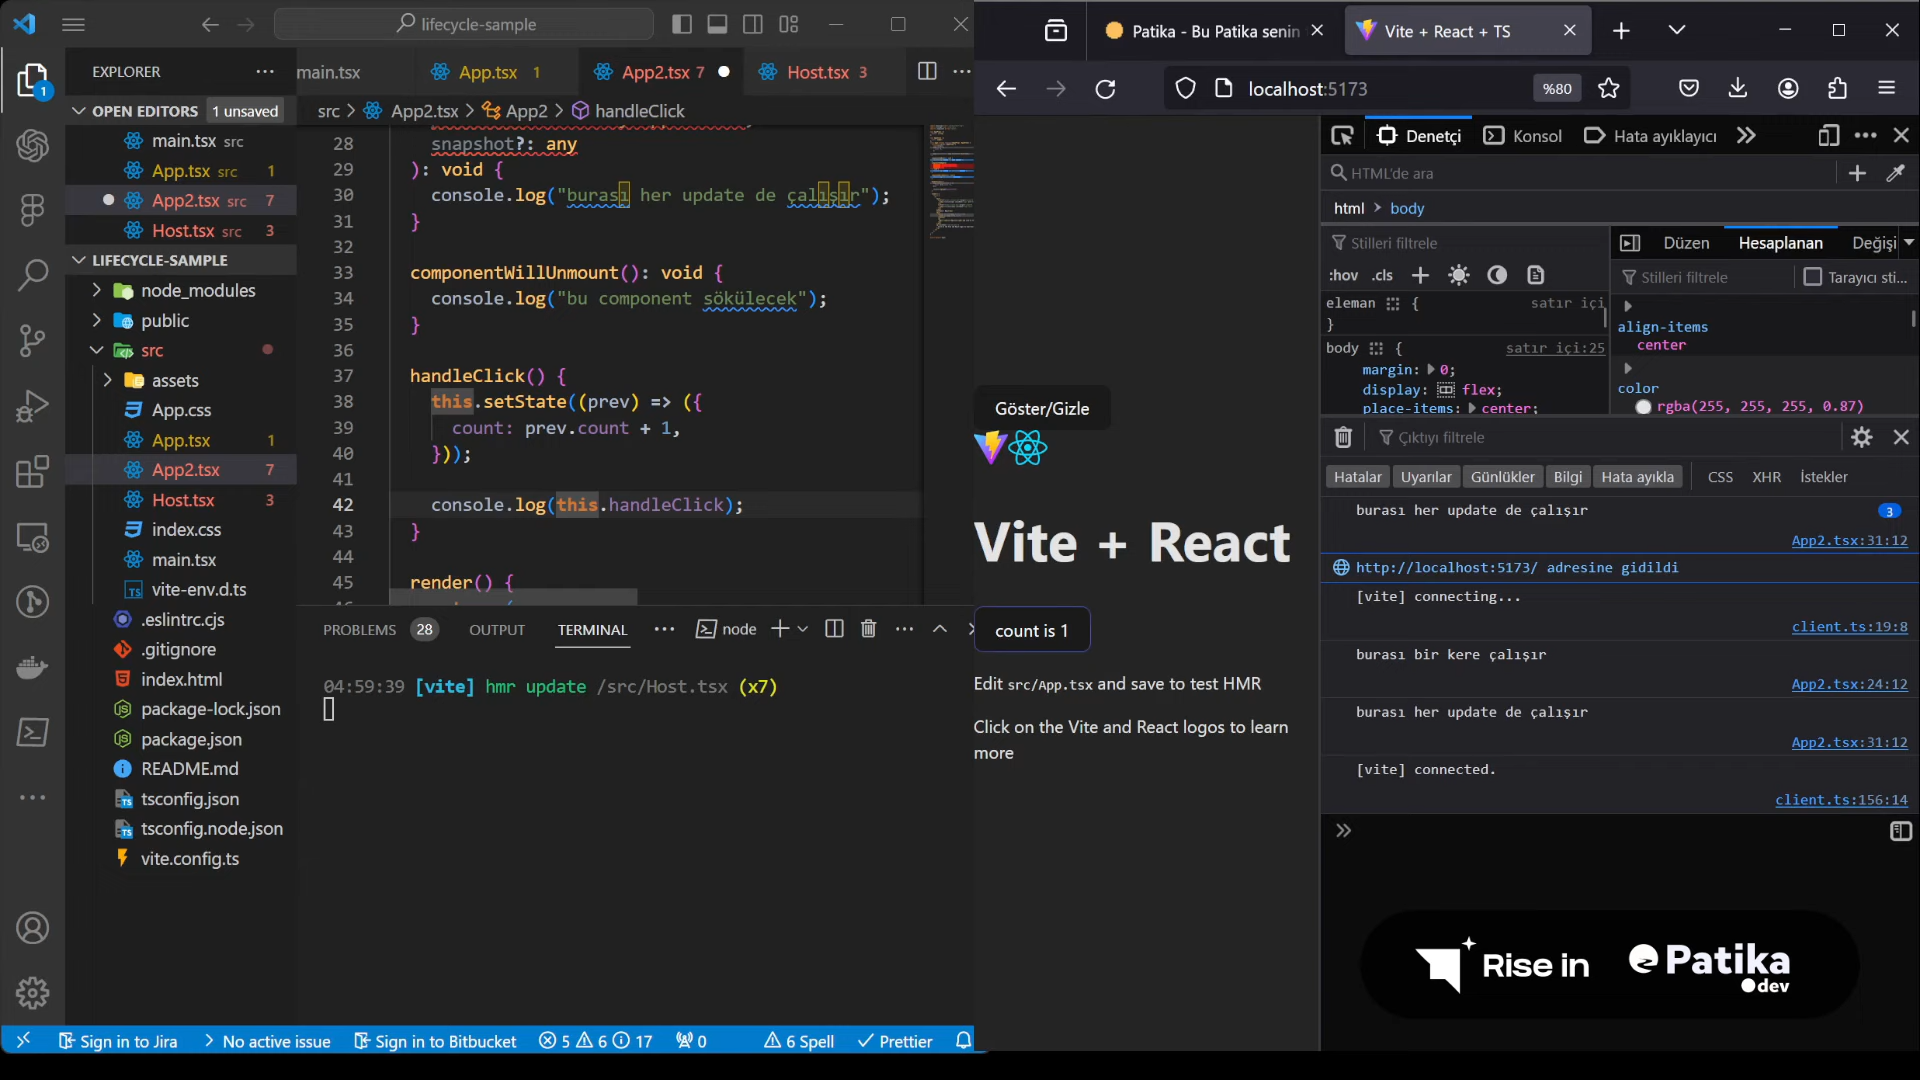 lifecycle-sample
EXPLORER
OPEN EDITORS
1 unsaved
main.tsx src
App.tsx src 1
App2.tsx src 7
Host.tsx src 3
LIFECYCLE-SAMPLE
node_modules
public
src
assets
App.css
App.tsx 1
App2.tsx 7
Host.tsx 3
index.css
main.tsx
vite-env.d.ts
.eslintrc.cjs
.gitignore
index.html
package-lock.json
package.json
README.md
tsconfig.json
tsconfig.node.json
vite.config.ts
1
main.tsx
App.tsx 1
App2.tsx 7
Host.tsx 3
src > App2.tsx > App2 > handleClick
28 snapshot?: any
29 ): void {
30 console.log("burası her update de çalışır");
31 }
32
33 componentWillUnmount(): void {
34 console.log("bu component sökülecek");
35 }
36
37 handleClick() {
38 this.setState((prev) => ({
39 count: prev.count + 1,
40 }));
41
42 console.log(this.handleClick);
43 }
44
45 render() {
PROBLEMS 28
OUTPUT
TERMINAL
node
04:59:39 [vite] hmr update /src/Host.tsx (x7)
Sign in to Jira
No active issue
Sign in to Bitbucket
5 6 17
0
6 Spell
Prettier
Patika - Bu Patika senin
Vite + React + TS
localhost:5173
%80
Göster/Gizle
Vite + React
count is 1
Edit src/App.tsx and save to test HMR
Click on the Vite and React logos to learn
more
Denetçi
Konsol
Hata ayıklayıcı
HTML'de ara
html > body
Stilleri filtrele
:hov .cls
eleman { satır içi
}
body { satır içi:25
margin: 0;
display: flex;
place-items: center;
Düzen
Hesaplanan
Değişi
Stilleri filtrele
Tarayıcı sti...
align-items
center
color
rgba(255, 255, 255, 0.87)
Çıktıyı filtrele
Hatalar
Uyarılar
Günlükler
Bilgi
Hata ayıkla
CSS
XHR
İstekler
burası her update de çalışır 3
App2.tsx:31:12
http://localhost:5173/ adresine gidildi
[vite] connecting...
client.ts:19:8
burası bir kere çalışır
App2.tsx:24:12
burası her update de çalışır
App2.tsx:31:12
[vite] connected.
client.ts:156:14
Rise in
Patika
dev